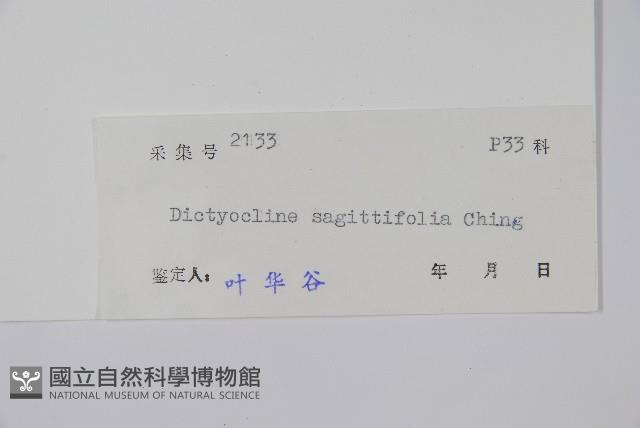 采集号 2133 P33 科
Dictyocline sagittifolia Ching
鉴定人: 叶华谷 年 月 日
國立自然科學博物館
NATIONAL MUSEUM OF NATURAL SCIENCE